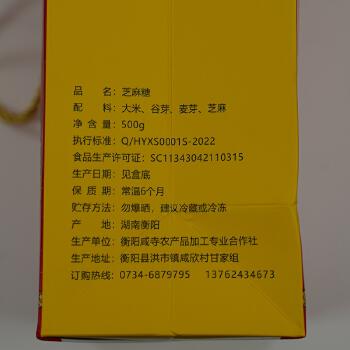 品 名：芝麻糖
配 料：大米、谷芽、麦芽、芝麻
净 含 量：500g
执行标准：Q/HYXS0001S-2022
食品生产许可证：SC11343042110315
生产日期：见盒底
保 质 期：常温6个月
贮存方法：勿爆晒，建议冷藏或冷冻
产 地：湖南衡阳
生产单位：衡阳咸寺农产品加工专业合作社
生产地址：衡阳县洪市镇咸欣村甘家组
订购热线：0734-6879795 13762434673